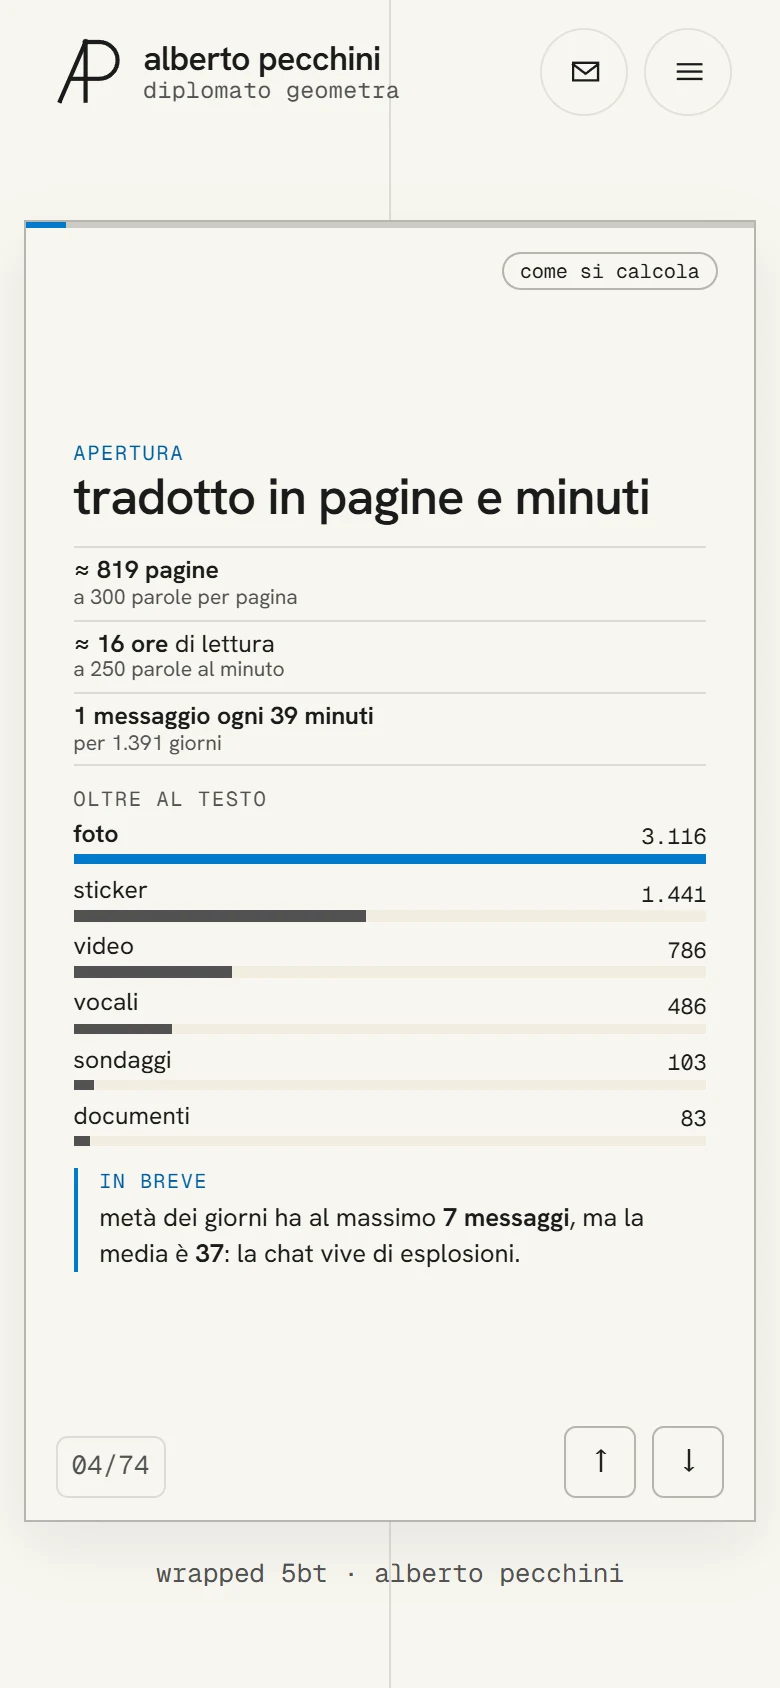 alberto pecchini
diplomato geometra
come si calcola
APERTURA
tradotto in pagine e minuti
≈ 819 pagine
a 300 parole per pagina
≈ 16 ore di lettura
a 250 parole al minuto
1 messaggio ogni 39 minuti
per 1.391 giorni
OLTRE AL TESTO
foto 3.116
sticker 1.441
video 786
vocali 486
sondaggi 103
documenti 83
IN BREVE
metà dei giorni ha al massimo 7 messaggi, ma la
media è 37: la chat vive di esplosioni.
04/74 ↑ ↓
wrapped 5bt · alberto pecchini